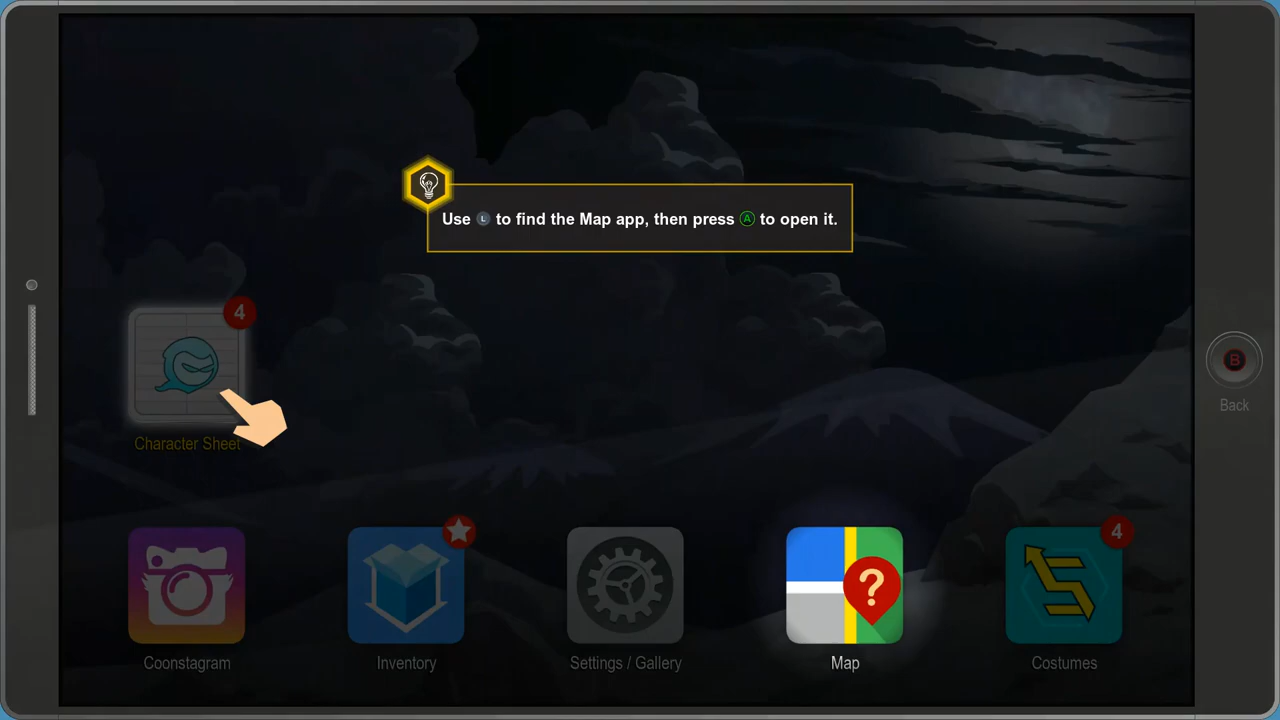 Use L to find the Map app, then press A to open it.
4
Character Sheet
B
Back
?
4
Coonstagram
Inventory
Settings / Gallery
Map
Costumes